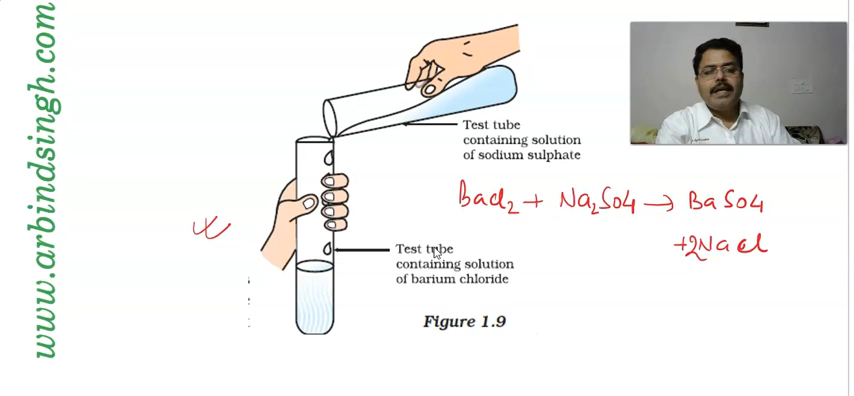 www.arbindsingh.com
Test tube
containing solution
of sodium sulphate
BaCl2 + Na2SO4 → BaSO4
+2NaCl
Test tube
containing solution
of barium chloride
Figure 1.9